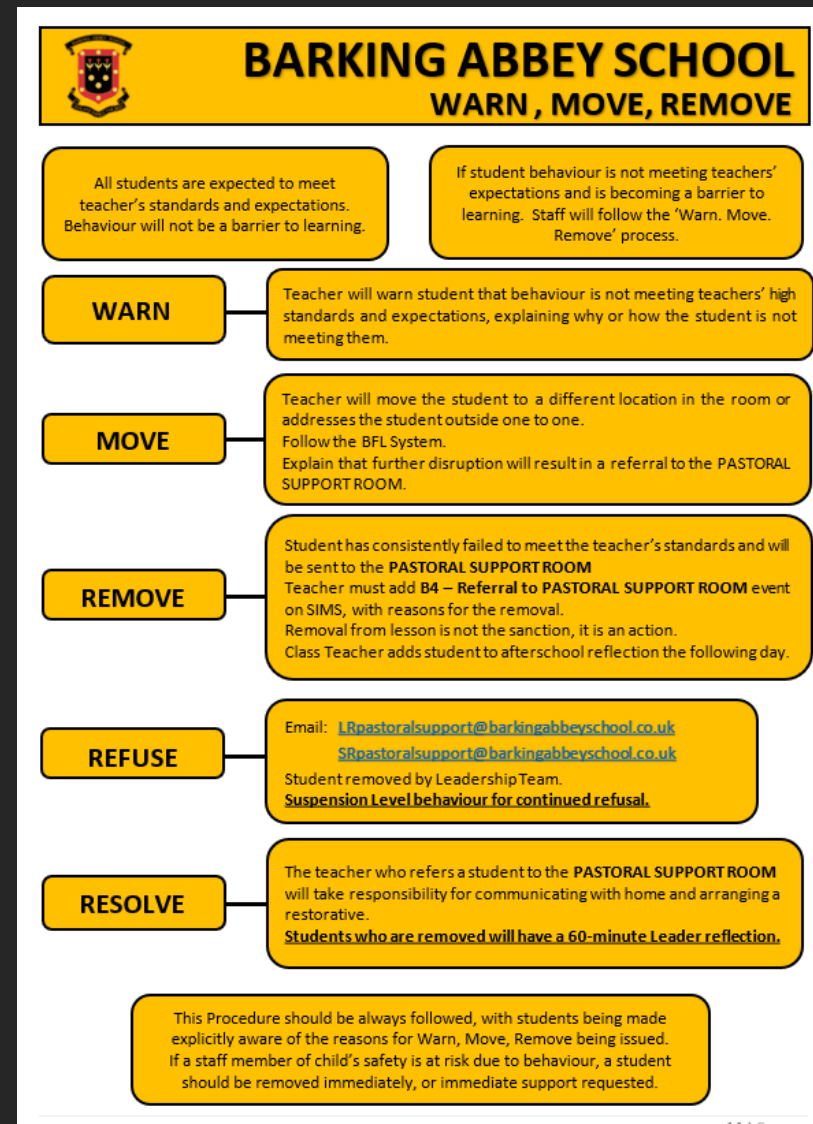 BARKING ABBEY SCHOOL
WARN , MOVE, REMOVE
All students are expected to meet
teacher's standards and expectations.
Behaviour will not be a barrier to learning.
If student behaviour is not meeting teachers'
expectations and is becoming a barrier to
learning. Staff will follow the 'Warn. Move.
Remove' process.
WARN
Teacher will warn student that behaviour is not meeting teachers' high
standards and expectations, explaining why or how the student is not
meeting them.
MOVE
Teacher will move the student to a different location in the room or
addresses the student outside one to one.
Follow the BFL System.
Explain that further disruption will result in a referral to the PASTORAL
SUPPORT ROOM.
REMOVE
Student has consistently failed to meet the teacher's standards and will
be sent to the PASTORAL SUPPORT ROOM
Teacher must add B4 – Referral to PASTORAL SUPPORT ROOM event
on SIMS, with reasons for the removal.
Removal from lesson is not the sanction, it is an action.
Class Teacher adds student to afterschool reflection the following day.
REFUSE
Email: LRpastoralsupport@barkingabbeyschool.co.uk
SRpastoralsupport@barkingabbeyschool.co.uk
Student removed by Leadership Team.
Suspension Level behaviour for continued refusal.
RESOLVE
The teacher who refers a student to the PASTORAL SUPPORT ROOM
will take responsibility for communicating with home and arranging a
restorative.
Students who are removed will have a 60-minute Leader reflection.
This Procedure should be always followed, with students being made
explicitly aware of the reasons for Warn, Move, Remove being issued.
If a staff member of child's safety is at risk due to behaviour, a student
should be removed immediately, or immediate support requested.